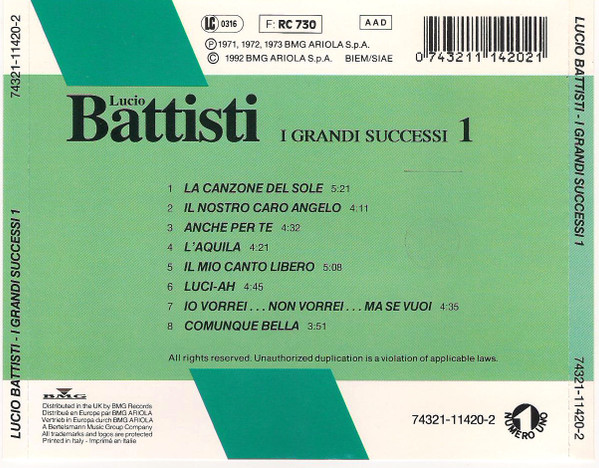 74321-11420-2
LUCIO BATTISTI - I GRANDI SUCCESSI 1
LC 0316
F: RC 730
AAD
Ⓟ 1971, 1972, 1973 BMG ARIOLA S.p.A.
© 1992 BMG ARIOLA S.p.A. BIEM/SIAE
0 743211 142021
Lucio
Battisti I GRANDI SUCCESSI 1
1 LA CANZONE DEL SOLE 5:21
2 IL NOSTRO CARO ANGELO 4:11
3 ANCHE PER TE 4:32
4 L'AQUILA 4:21
5 IL MIO CANTO LIBERO 5:08
6 LUCI-AH 4:45
7 IO VORREI . . . NON VORREI . . . MA SE VUOI 4:35
8 COMUNQUE BELLA 3:51
All rights reserved. Unauthorized duplication is a violation of applicable laws.
BMG
Distributed in the UK by BMG Records
Distribué en Europe par BMG ARIOLA
Vertrieb in Europa durch BMG ARIOLA
A Bertelsmann Music Group Company
All trademarks and logos are protected
Printed in Italy - Imprimé en Italie
74321-11420-2
1
NUMERO UNO
LUCIO BATTISTI - I GRANDI SUCCESSI 1
74321-11420-2